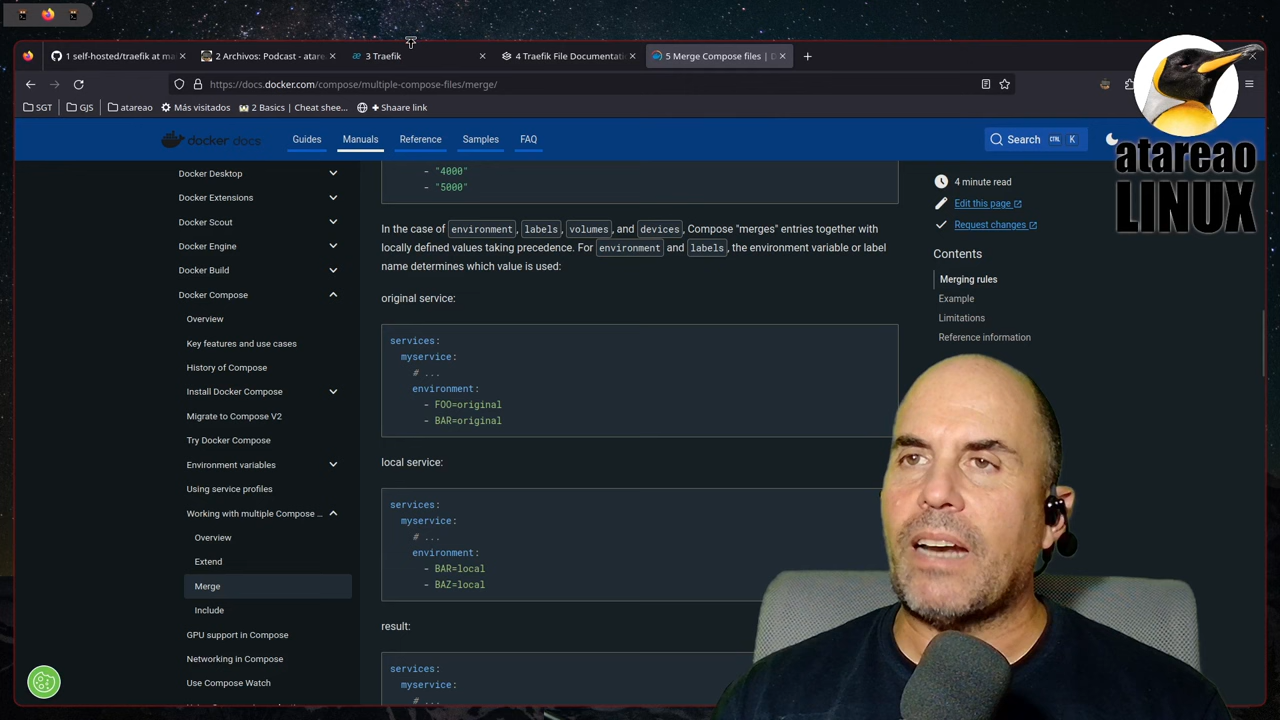 1 self-hosted/traefik at ma
2 Archivos: Podcast - atare
3 Traefik
4 Traefik File Documentati
5 Merge Compose files | D
https://docs.docker.com/compose/multiple-compose-files/merge/
SGT
GJS
atareao
Más visitados
2 Basics | Cheat shee...
+ Shaare link
docker docs
Guides
Manuals
Reference
Samples
FAQ
Search
CTRL K
atareao
LINUX
Docker Desktop
Docker Extensions
Docker Scout
Docker Engine
Docker Build
Docker Compose
Overview
Key features and use cases
History of Compose
Install Docker Compose
Migrate to Compose V2
Try Docker Compose
Environment variables
Using service profiles
Working with multiple Compose ...
Overview
Extend
Merge
Include
GPU support in Compose
Networking in Compose
Use Compose Watch
- "4000"
- "5000"
In the case of environment, labels, volumes, and devices, Compose "merges" entries together with
locally defined values taking precedence. For environment and labels, the environment variable or label
name determines which value is used:
original service:
services:
myservice:
# ...
environment:
- FOO=original
- BAR=original
local service:
services:
myservice:
# ...
environment:
- BAR=local
- BAZ=local
result:
services:
myservice:
# ...
4 minute read
Edit this page
Request changes
Contents
Merging rules
Example
Limitations
Reference information